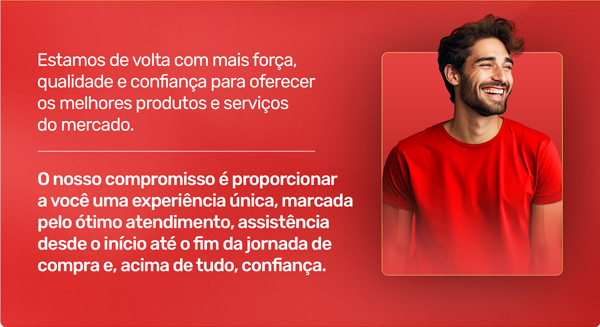 Estamos de volta com mais força,
qualidade e confiança para oferecer
os melhores produtos e serviços
do mercado.
O nosso compromisso é proporcionar
a você uma experiência única, marcada
pelo ótimo atendimento, assistência
desde o início até o fim da jornada de
compra e, acima de tudo, confiança.